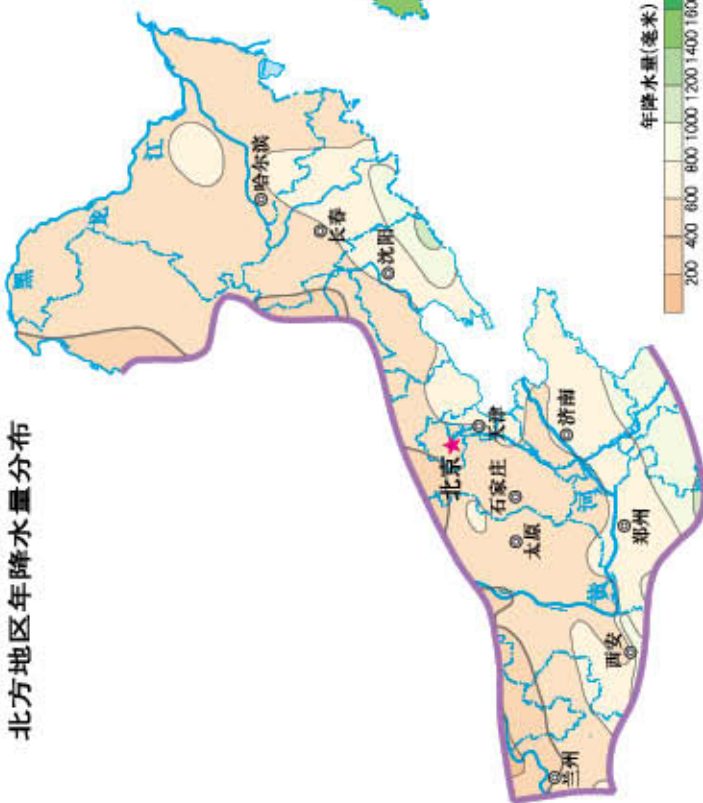 北方地区年降水量分布
黑
龙
江
哈尔滨
长春
沈阳
北京
天津
石家庄
太原
济南
黄
河
郑州
西安
兰州
年降水量(毫米)
200 400 600 800 1000 1200 1400 1600